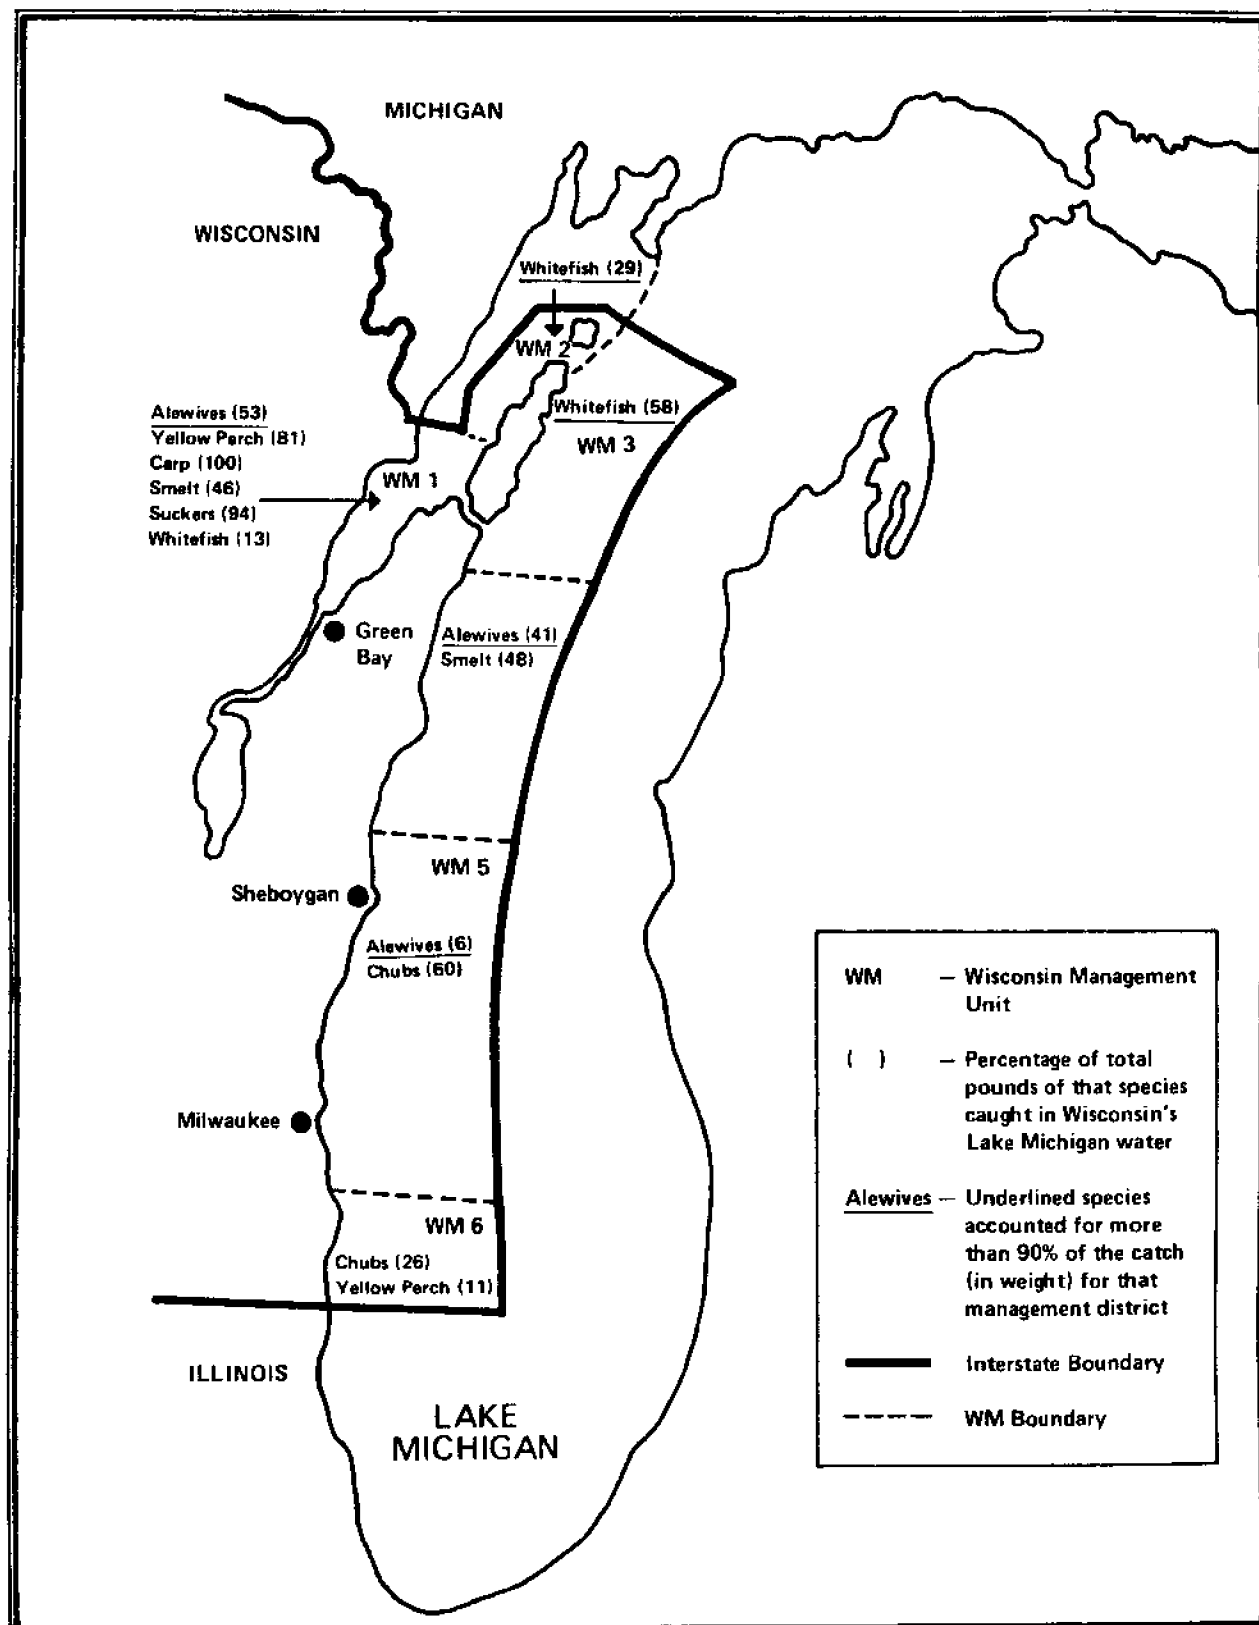 MICHIGAN
WISCONSIN
Whitefish (29)
WM 2
Whitefish (58)
WM 3
Alewives (53)
Yellow Perch (81)
Carp (100)
Smelt (46)
Suckers (94)
Whitefish (13)
WM 1
Green
Bay
Alewives (41)
Smelt (48)
WM 5
Sheboygan
Alewives (6)
Chubs (60)
Milwaukee
WM 6
Chubs (26)
Yellow Perch (11)
ILLINOIS
LAKE
MICHIGAN
WM – Wisconsin Management
Unit
( ) – Percentage of total
pounds of that species
caught in Wisconsin's
Lake Michigan water
Alewives – Underlined species
accounted for more
than 90% of the catch
(in weight) for that
management district
Interstate Boundary
WM Boundary